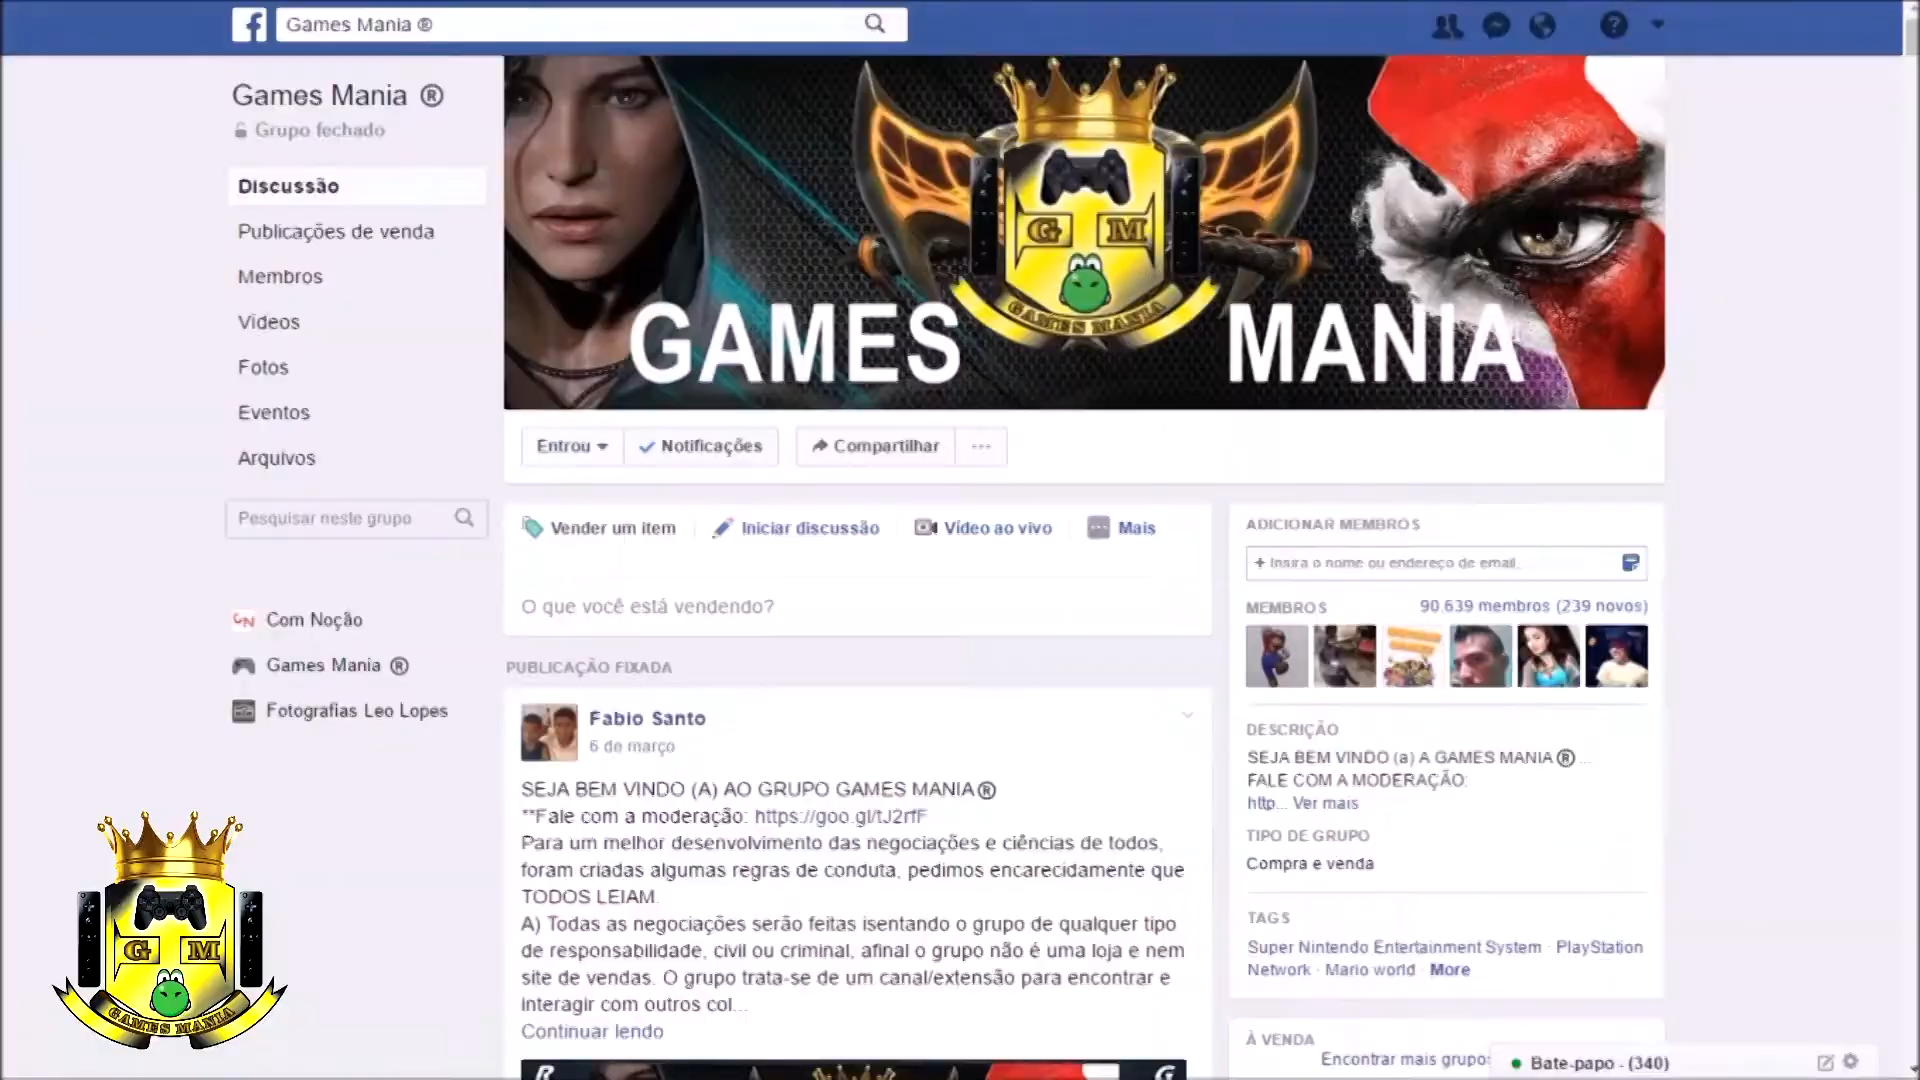 Games Mania ®
Games Mania ®
Grupo fechado
Discussão
Publicações de venda
Membros
Vídeos
Fotos
Eventos
Arquivos
Pesquisar neste grupo
Com Noção
Games Mania ®
Fotografias Leo Lopes
G M
GAMES MANIA
GAMES MANIA
Entrou
Notificações
Compartilhar
Vender um item
Iniciar discussão
Vídeo ao vivo
Mais
O que você está vendendo?
PUBLICAÇÃO FIXADA
Fabio Santo
6 de março
SEJA BEM VINDO (A) AO GRUPO GAMES MANIA®
**Fale com a moderação: https://goo.gl/tJ2rfF
Para um melhor desenvolvimento das negociações e ciências de todos,
foram criadas algumas regras de conduta, pedimos encarecidamente que
TODOS LEIAM.
A) Todas as negociações serão feitas isentando o grupo de qualquer tipo
de responsabilidade, civil ou criminal, afinal o grupo não é uma loja e nem
site de vendas. O grupo trata-se de um canal/extensão para encontrar e
interagir com outros col...
Continuar lendo
ADICIONAR MEMBROS
+ Insira o nome ou endereço de email...
MEMBROS
90.639 membros (239 novos)
DESCRIÇÃO
SEJA BEM VINDO (a) A GAMES MANIA® ...
FALE COM A MODERAÇÃO:
http... Ver mais
TIPO DE GRUPO
Compra e venda
TAGS
Super Nintendo Entertainment System · PlayStation
Network · Mario world · More
À VENDA
Encontrar mais grupos
Bate-papo - (340)
G M
GAMES MANIA